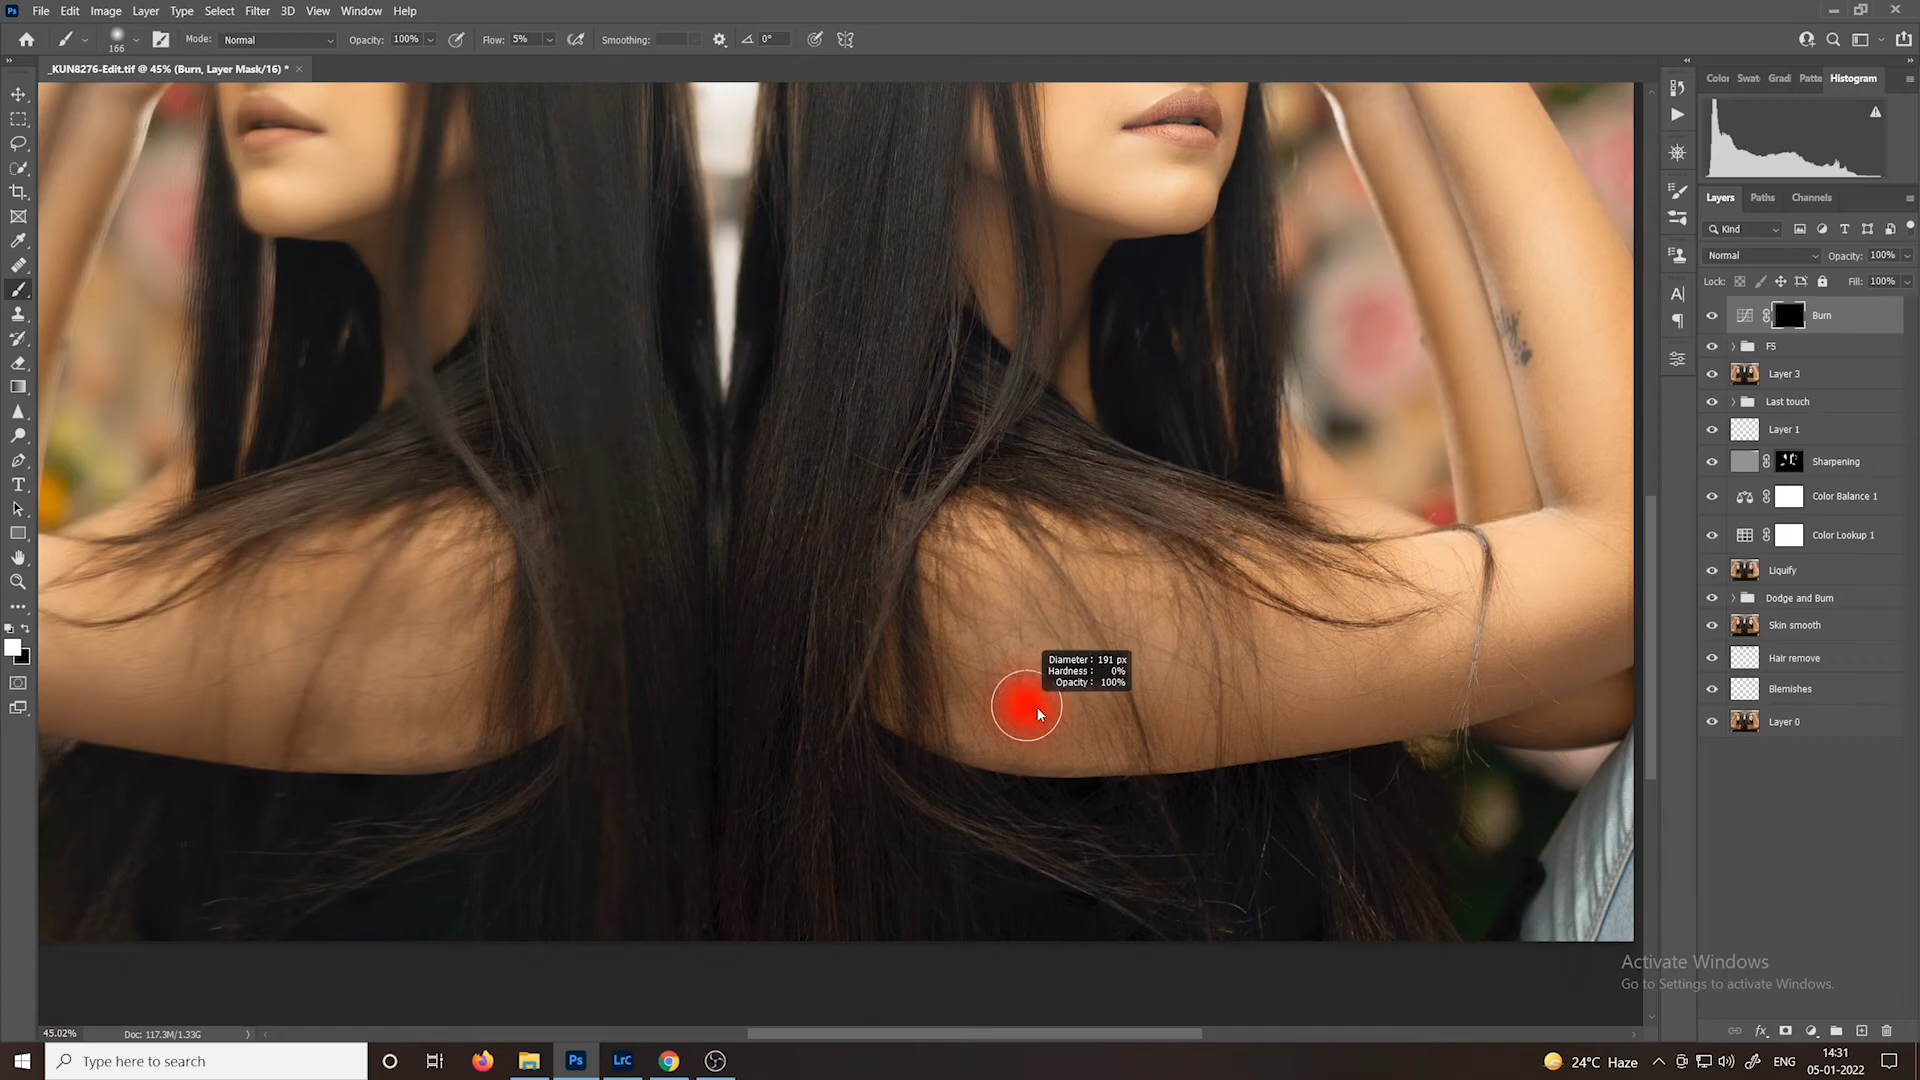 Ps File Edit Image Layer Type Select Filter 3D View Window Help
166 Mode: Normal Opacity: 100% Flow: 5% Smoothing: 0°
_KUN8276-Edit.tif @ 45% (Burn, Layer Mask/16) * ×
Color Swat Gradi Patte Histogram
Layers Paths Channels
Kind
Normal Opacity: 100%
Lock: Fill: 100%
Burn
FS
Layer 3
Last touch
Layer 1
Sharpening
Color Balance 1
Color Lookup 1
Liquify
Dodge and Burn
Skin smooth
Hair remove
Blemishes
Layer 0
Diameter: 191 px
Hardness: 0%
Opacity: 100%
Activate Windows
Go to Settings to activate Windows.
45.02% Doc: 117.3M/1.33G
Type here to search
Ps LrC
24°C Haze ENG
14:31
05-01-2022